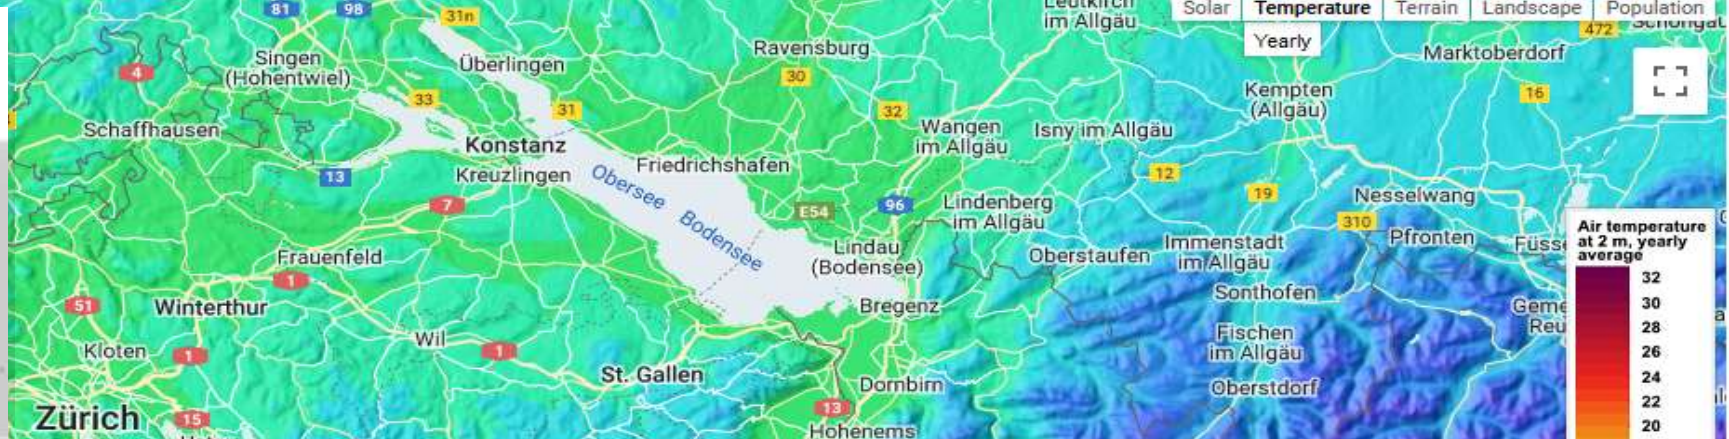 81
98
31n
Leutkirch
im Allgäu
Solar
Temperature
Terrain
Landscape
Population
Yearly
472
Schongau
Singen
(Hohentwiel)
4
Überlingen
Ravensburg
30
Marktoberdorf
33
31
32
Kempten
(Allgäu)
16
Schaffhausen
Konstanz
Wangen
im Allgäu
Isny im Allgäu
13
Kreuzlingen
Friedrichshafen
12
19
Nesselwang
7
Obersee
Bodensee
E54
96
Lindenberg
im Allgäu
310
Pfronten
Füsse
Frauenfeld
1
Lindau
(Bodensee)
Oberstaufen
Immenstadt
im Allgäu
Air temperature
at 2 m, yearly
average
51
Winterthur
Bregenz
Sonthofen
Geme
Reu
32
30
28
26
24
22
20
Kloten
1
Wil
1
Fischen
im Allgäu
St. Gallen
Dornbirn
Oberstdorf
Zürich
15
13
Hohenems